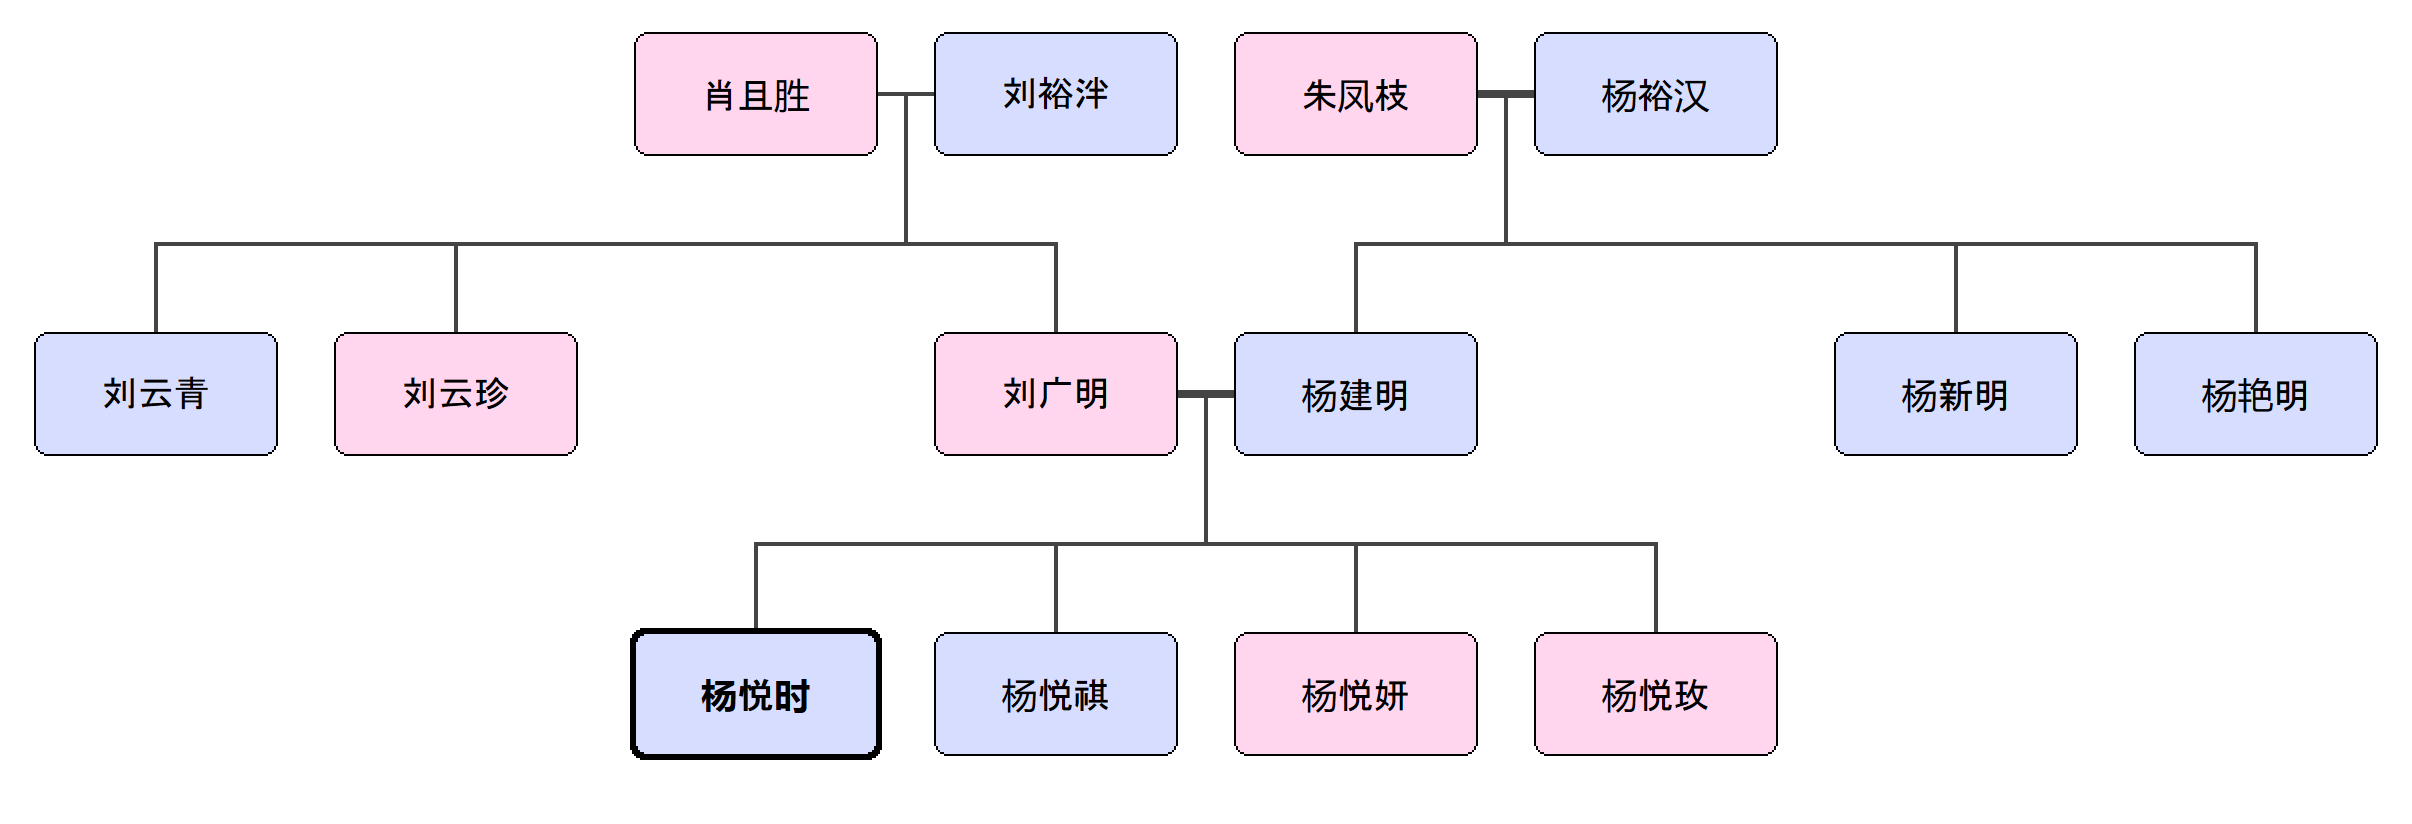 肖且胜
刘裕泮
朱凤枝
杨裕汉
刘云青
刘云珍
刘广明
杨建明
杨新明
杨艳明
杨悦时
杨悦祺
杨悦妍
杨悦玫